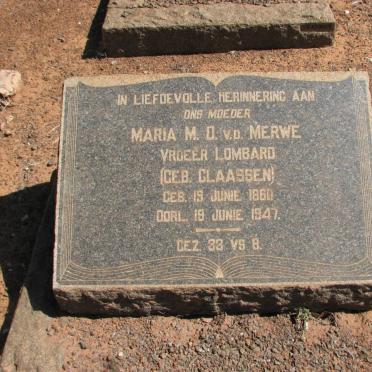 IN LIEFDEVOLLE HERINNERING AAN
ONS MOEDER
MARIA M. D. V.D. MERWE
VROEËR LOMBARD
(GEB. CLAASSEN)
GEB. 15 JUNIE 1860
OORL. 19 JUNIE 1947.
GEZ. 33 VS 8.